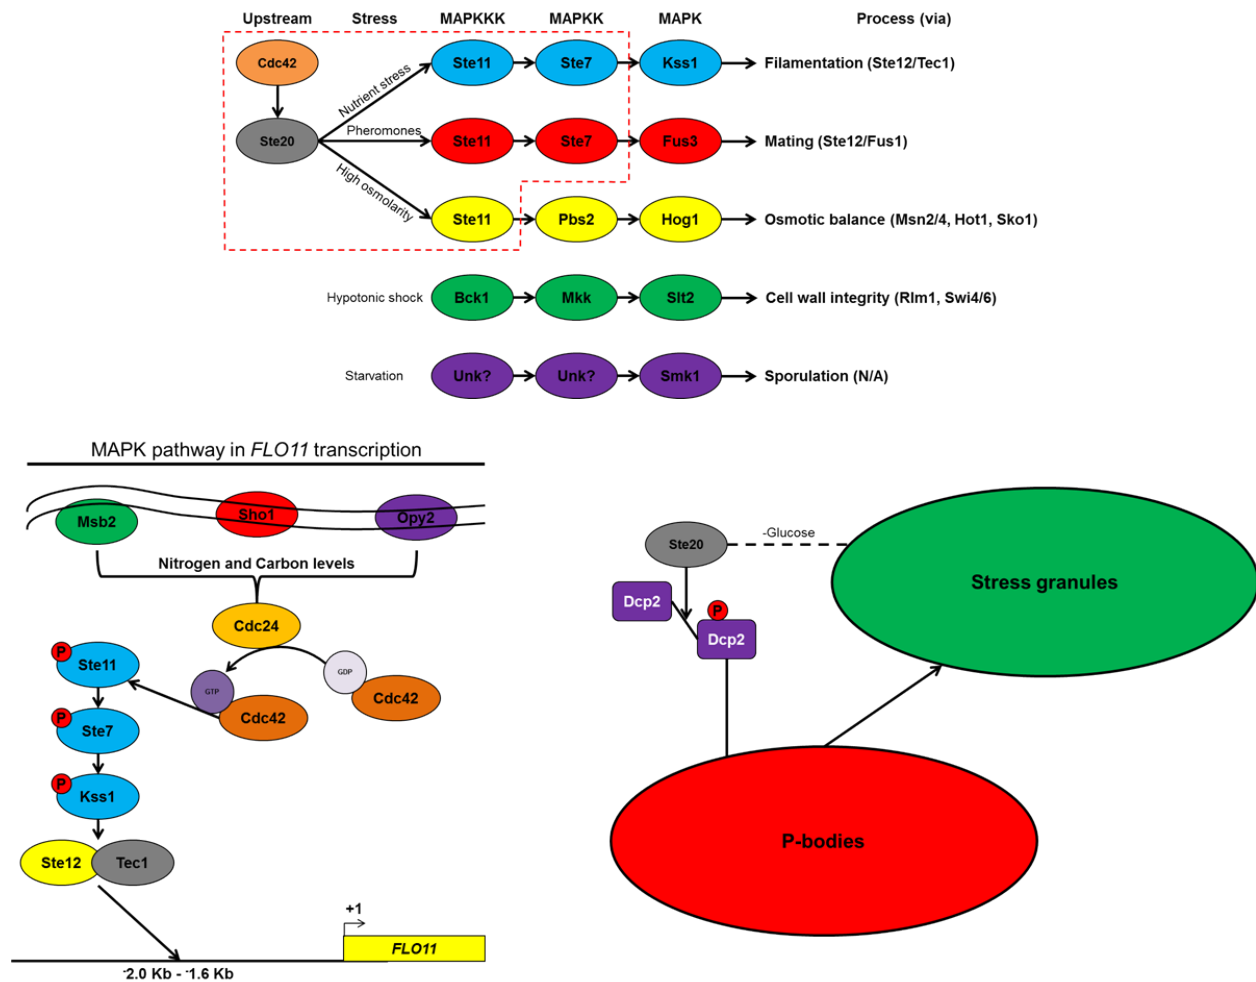 Upstream Stress MAPKKK MAPKK MAPK Process (via)
Cdc42 Nutrient stress Ste11 Ste7 Kss1 Filamentation (Ste12/Tec1)
Ste20 Pheromones Ste11 Ste7 Fus3 Mating (Ste12/Fus1)
High osmolarity Ste11 Pbs2 Hog1 Osmotic balance (Msn2/4, Hot1, Sko1)
Hypotonic shock Bck1 Mkk Slt2 Cell wall integrity (Rlm1, Swi4/6)
Starvation Unk? Unk? Smk1 Sporulation (N/A)
MAPK pathway in FLO11 transcription
Msb2 Sho1 Opy2
Nitrogen and Carbon levels
Cdc24
P Ste11
GTP GDP
Cdc42 Cdc42
P Ste7
P Kss1
Ste12 Tec1
+1
FLO11
-2.0 Kb - -1.6 Kb
Ste20 -Glucose
Stress granules
Dcp2 P
Dcp2
P-bodies